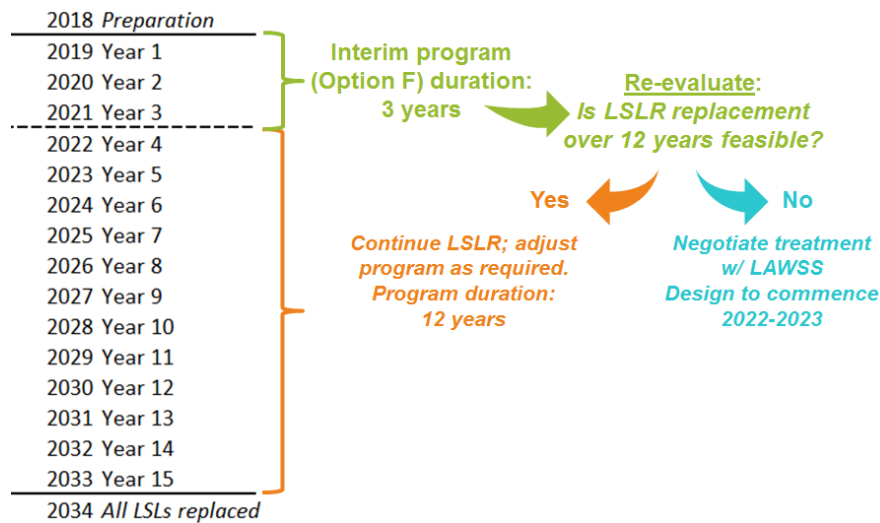 2018 Preparation
2019 Year 1
2020 Year 2
2021 Year 3
2022 Year 4
2023 Year 5
2024 Year 6
2025 Year 7
2026 Year 8
2027 Year 9
2028 Year 10
2029 Year 11
2030 Year 12
2031 Year 13
2032 Year 14
2033 Year 15
2034 All LSLs replaced
Interim program
(Option F) duration:
3 years
Re-evaluate:
Is LSLR replacement
over 12 years feasible?
Yes
Continue LSLR; adjust
program as required.
Program duration:
12 years
No
Negotiate treatment
w/ LAWSS
Design to commence
2022-2023